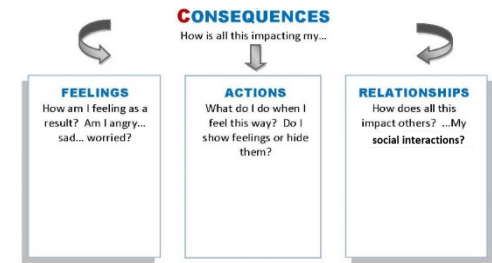 CONSEQUENCES
How is all this impacting my...
FEELINGS
How am I feeling as a
result? Am I angry...
sad... worried?
ACTIONS
What do I do when I
feel this way? Do I
show feelings or hide
them?
RELATIONSHIPS
How does all this
impact others? ...My
social interactions?